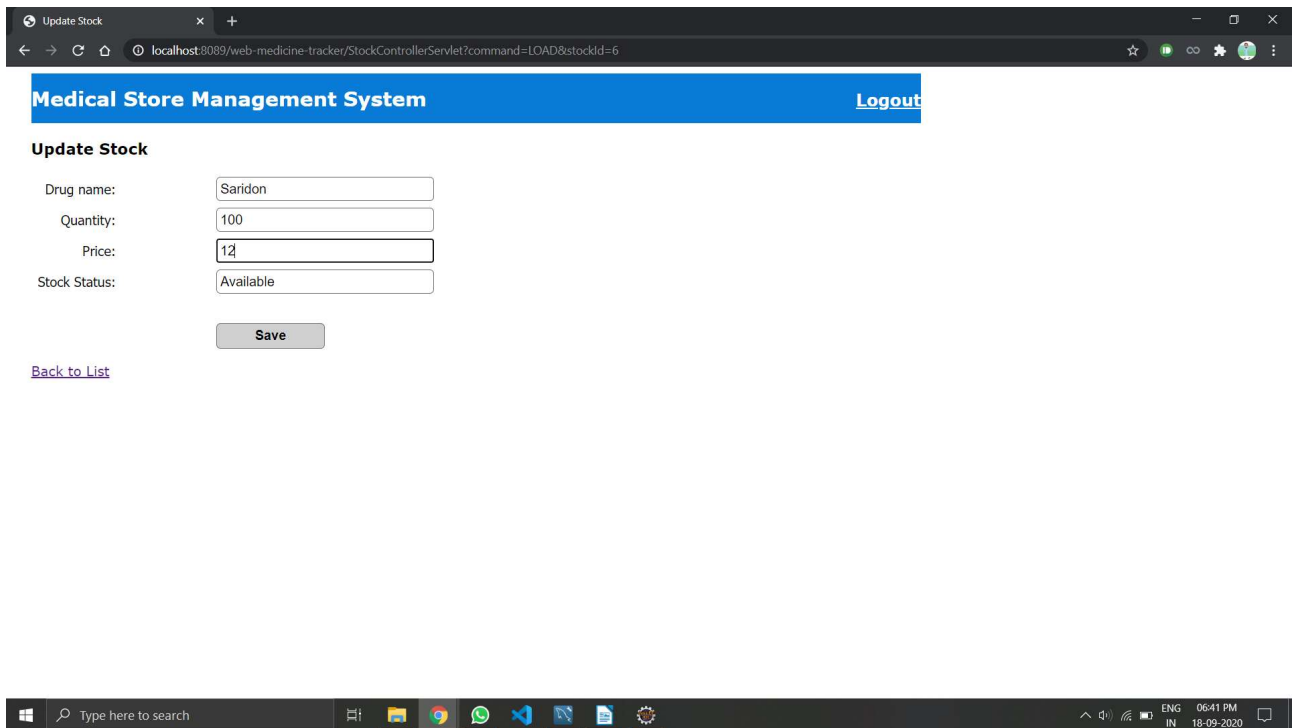 Update Stock
localhost:8089/web-medicine-tracker/StockControllerServlet?command=LOAD&stockId=6
Medical Store Management System Logout
Update Stock
Drug name: Saridon
Quantity: 100
Price: 12
Stock Status: Available
Save
Back to List
Type here to search
ENG 06:41 PM
IN 18-09-2020